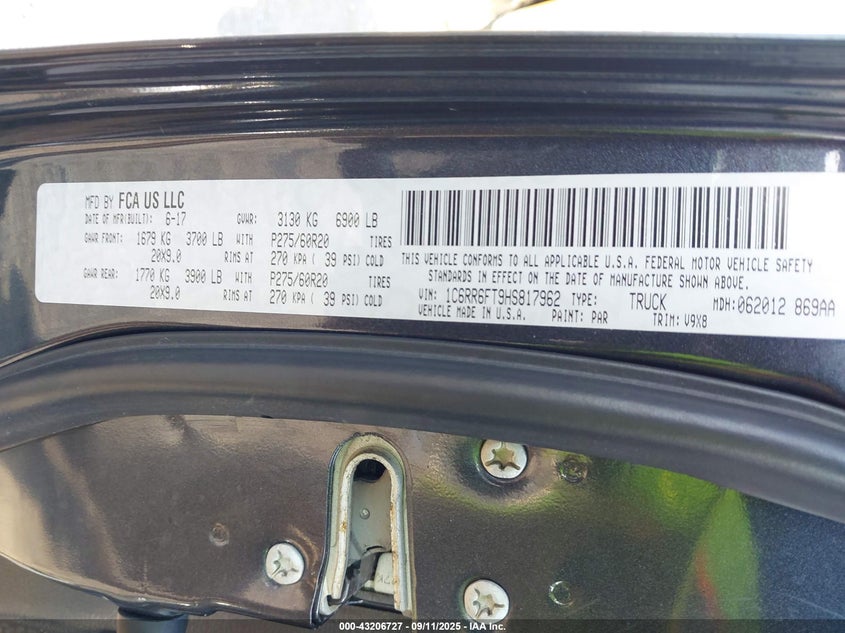 MFD BY FCA US LLC
DATE OF MFR(BUILT): 6-17 GVWR: 3130 KG 6900 LB
GAWR FRONT: 1679 KG 3700 LB WITH P275/60R20 TIRES
20X9.0 RIMS AT 270 KPA ( 39 PSI) COLD
GAWR REAR: 1770 KG 3900 LB WITH P275/60R20 TIRES
20X9.0 RIMS AT 270 KPA ( 39 PSI) COLD
THIS VEHICLE CONFORMS TO ALL APPLICABLE U.S.A. FEDERAL MOTOR VEHICLE SAFETY
STANDARDS IN EFFECT ON THE DATE OF MANUFACTURE SHOWN ABOVE.
VIN: 1C6RR6FT9HS817962 TYPE: TRUCK MDH:062012 869AA
VEHICLE MADE IN U.S.A. PAINT: PAR TRIM: V9X8
000-43206727 - 09/11/2025 - IAA Inc.